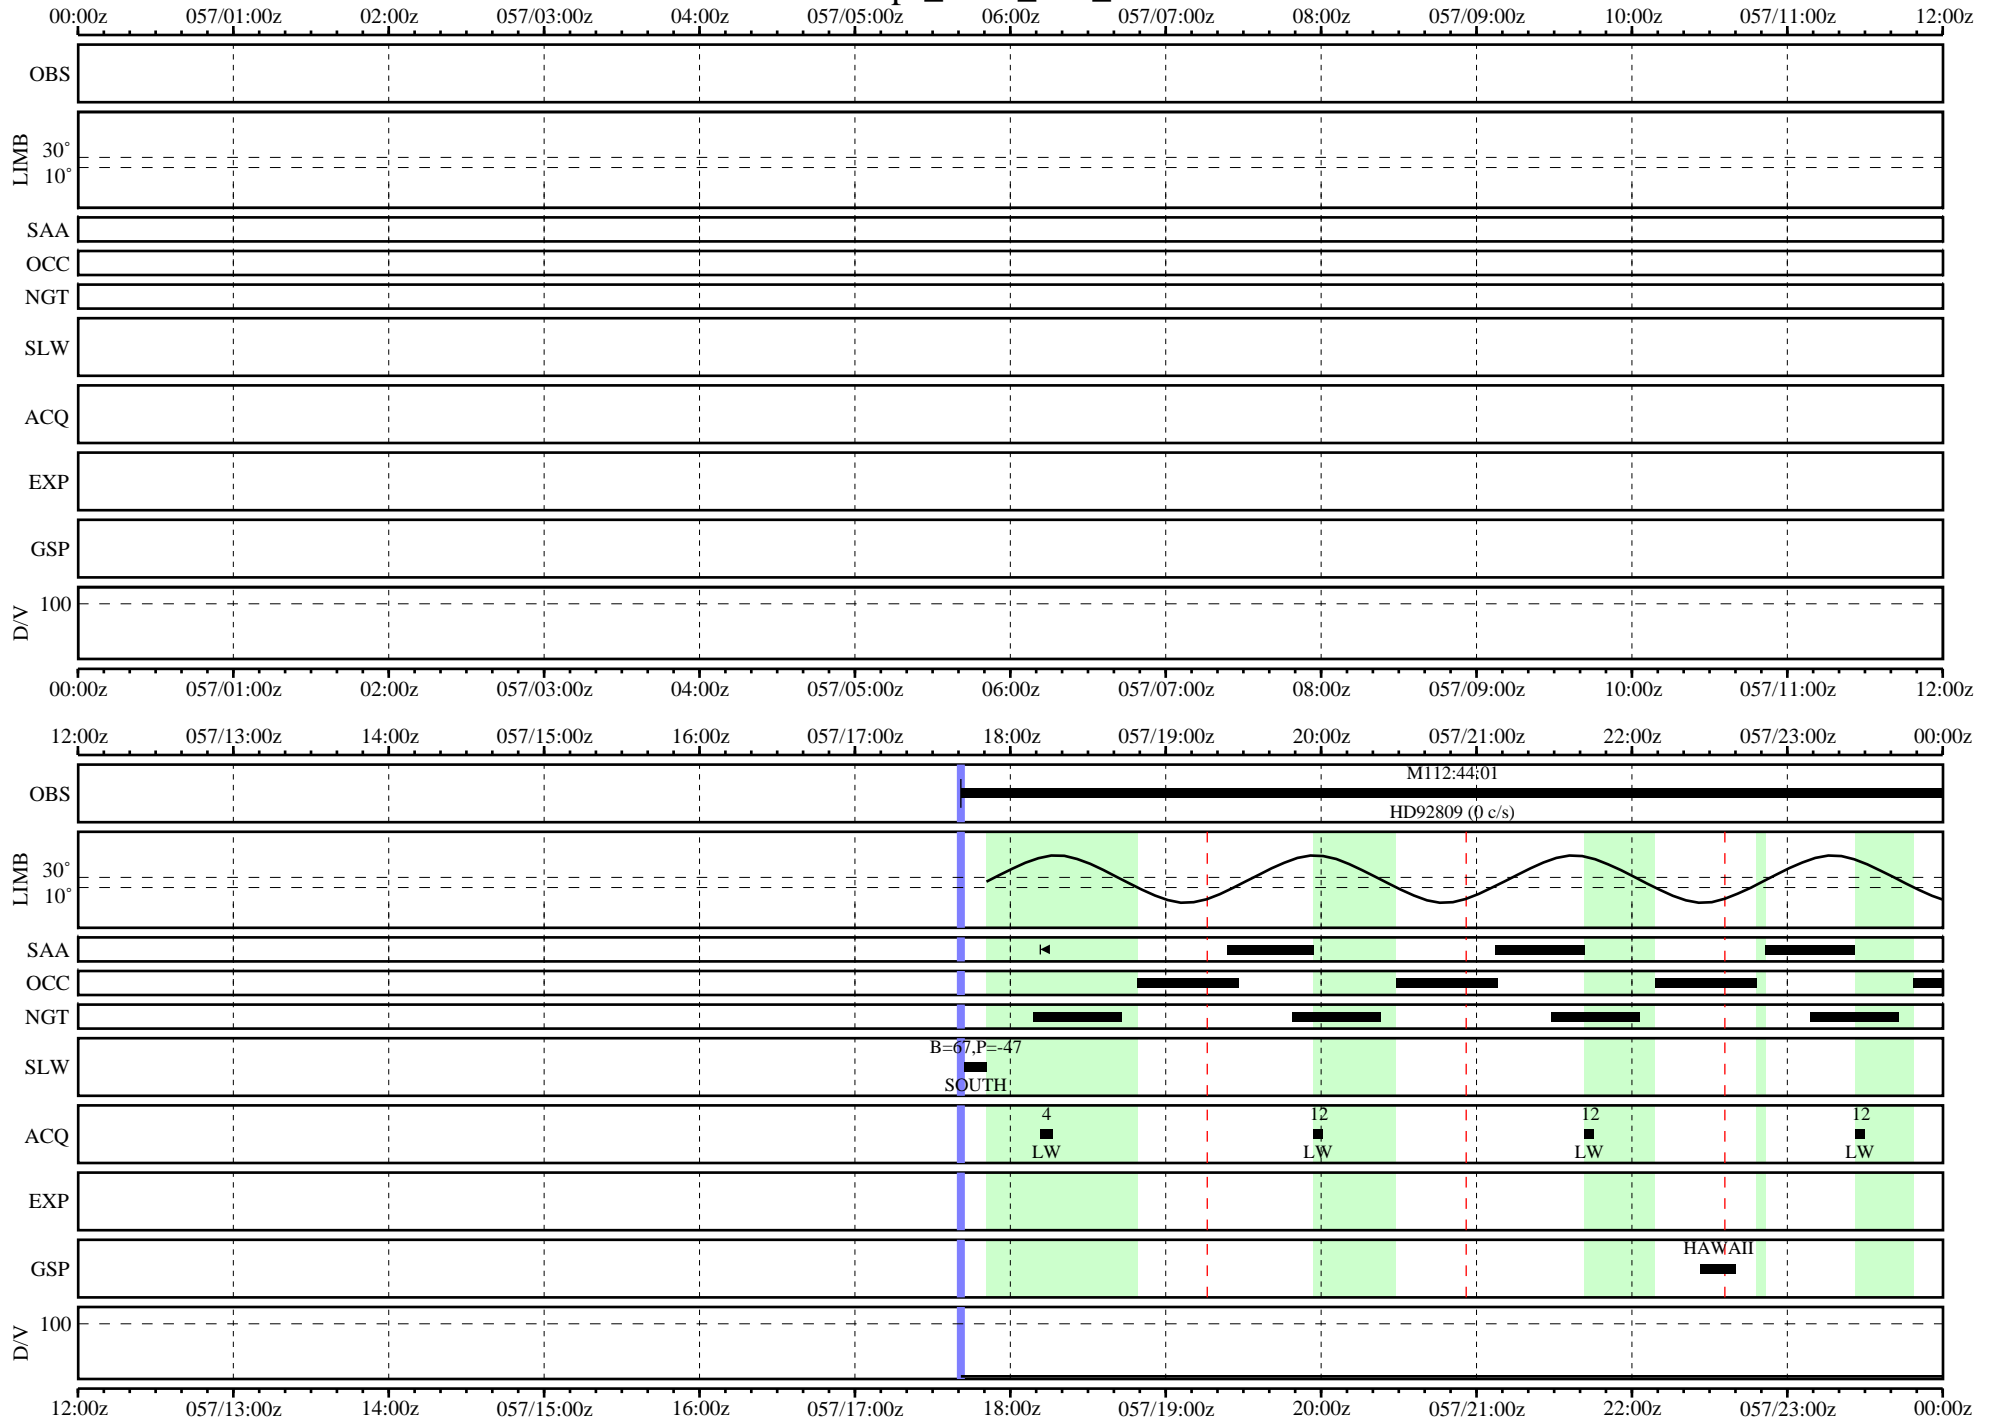 00:00z 057/01:00z 02:00z 057/03:00z 04:00z 057/05:00z 06:00z 057/07:00z 08:00z 057/09:00z 10:00z 057/11:00z 12:00z
OBS
LIMB
30°
10°
SAA
OCC
NGT
SLW
ACQ
EXP
GSP
D/V
100
00:00z 057/01:00z 02:00z 057/03:00z 04:00z 057/05:00z 06:00z 057/07:00z 08:00z 057/09:00z 10:00z 057/11:00z 12:00z
12:00z 057/13:00z 14:00z 057/15:00z 16:00z 057/17:00z 18:00z 057/19:00z 20:00z 057/21:00z 22:00z 057/23:00z 00:00z
M112:44:01
OBS
HD92809 (0 c/s)
LIMB
30°
10°
SAA
OCC
NGT
B=67,P=-47
SLW
SOUTH
4 12 12 12
ACQ
LW LW LW LW
EXP
HAWAII
GSP
D/V
100
12:00z 057/13:00z 14:00z 057/15:00z 16:00z 057/17:00z 18:00z 057/19:00z 20:00z 057/21:00z 22:00z 057/23:00z 00:00z